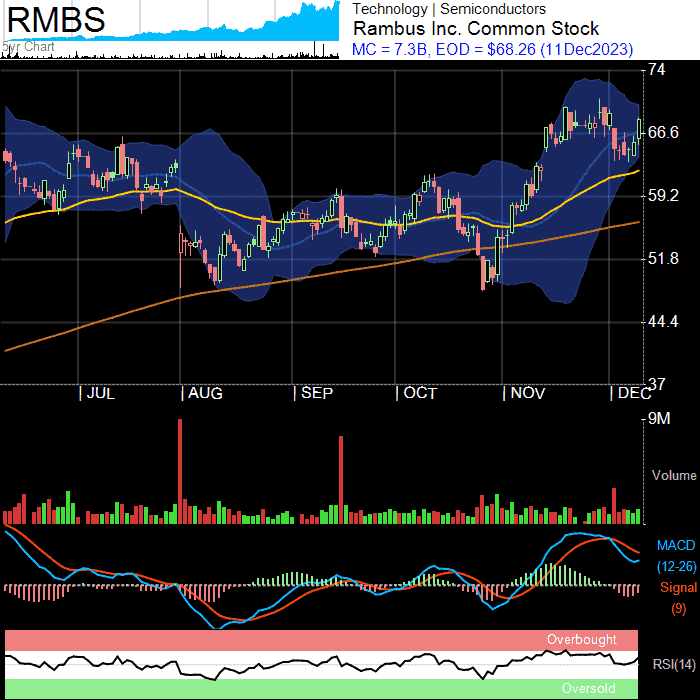 RMBS
5yr Chart
Technology | Semiconductors
Rambus Inc. Common Stock
MC = 7.3B, EOD = $68.26 (11Dec2023)
74
66.6
59.2
51.8
44.4
37
JUL AUG SEP OCT NOV DEC
9M
Volume
MACD
(12-26)
Signal
(9)
Overbought
RSI(14)
Oversold